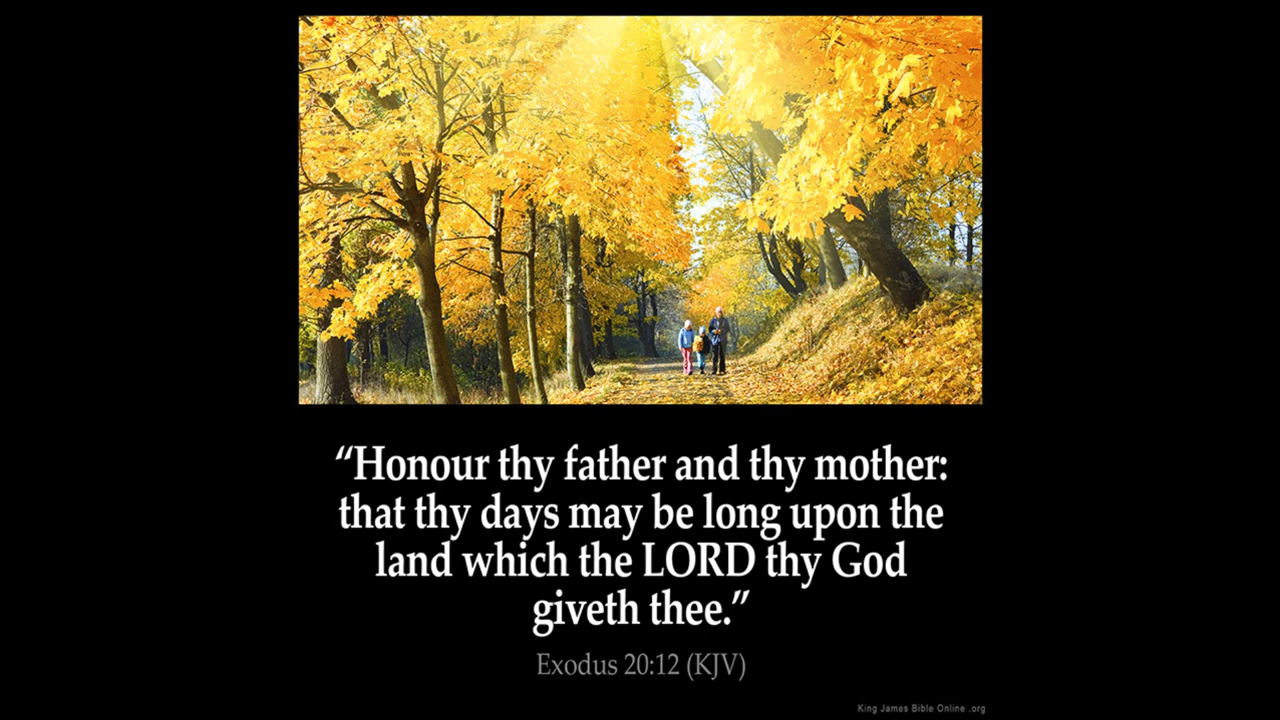 “Honour thy father and thy mother:
that thy days may be long upon the
land which the LORD thy God
giveth thee.”
Exodus 20:12 (KJV)
King James Bible Online .org